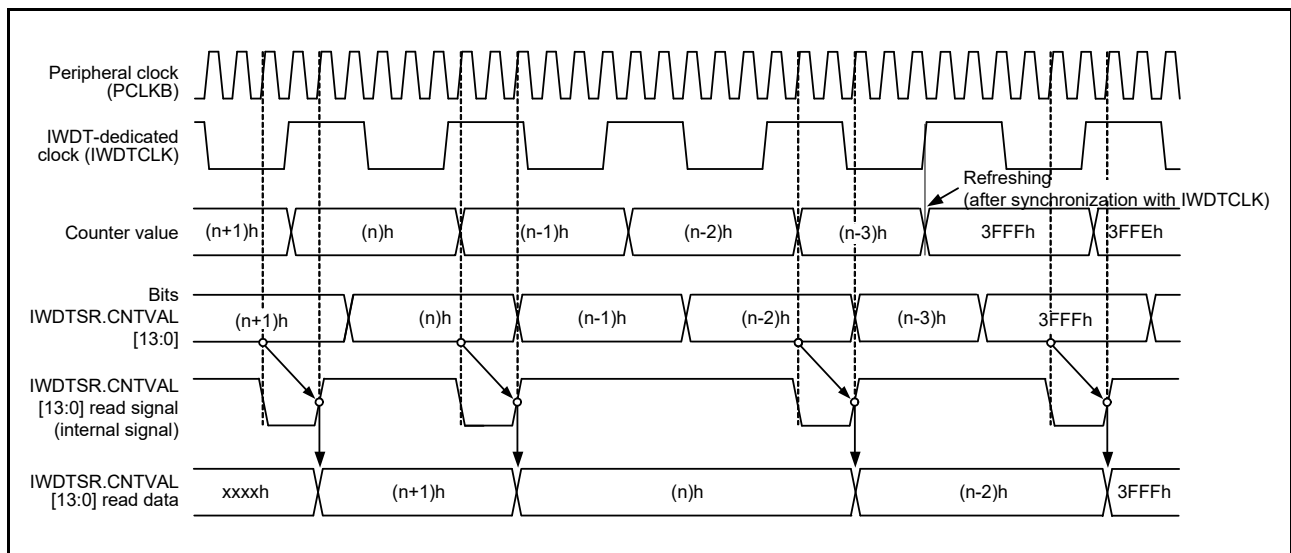 Peripheral clock
(PCLKB)
IWDT-dedicated
clock (IWDTCLK)
Refreshing
(after synchronization with IWDTCLK)
Counter value
(n+1)h
(n)h
(n-1)h
(n-2)h
(n-3)h
3FFFh
3FFEh
Bits
IWDTSR.CNTVAL
[13:0]
(n+1)h
(n)h
(n-1)h
(n-2)h
(n-3)h
3FFFh
IWDTSR.CNTVAL
[13:0] read signal
(internal signal)
IWDTSR.CNTVAL
[13:0] read data
xxxxh
(n+1)h
(n)h
(n-2)h
3FFFh